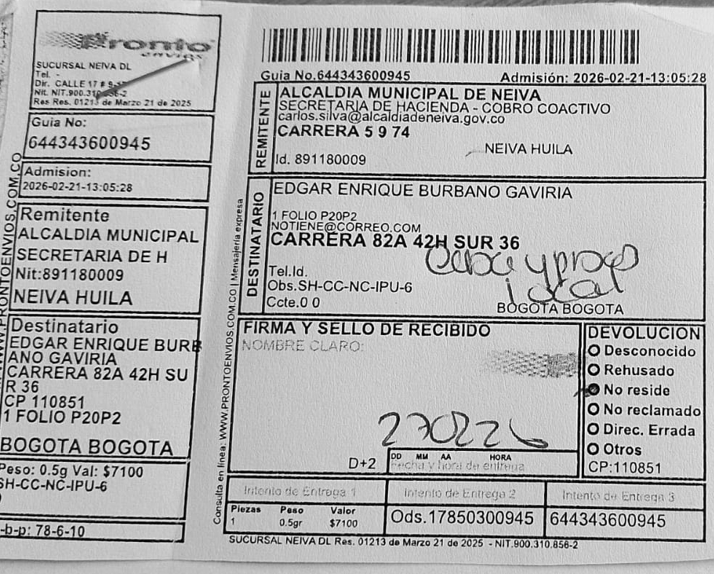 Pronto
envios
SUCURSAL NEIVA DL
Tel. -
Dir. CALLE 17 #
Nit. NIT.900.310.856-2
Res Res. 01213 de Marzo 21 de 2025
Guia No:
644343600945
Admision:
2026-02-21-13:05:28
Remitente
ALCALDIA MUNICIPAL
SECRETARIA DE H
Nit:891180009
NEIVA HUILA
Destinatario
EDGAR ENRIQUE BURB
ANO GAVIRIA
CARRERA 82A 42H SU
R 36
CP 110851
1 FOLIO P20P2
BOGOTA BOGOTA
Peso: 0.5g Val: $7100
SH-CC-NC-IPU-6
-b-p: 78-6-10
.PRONTOENVIOS.COM.CO
Guia No.644343600945
Admisión: 2026-02-21-13:05:28
REMITENTE
ALCALDIA MUNICIPAL DE NEIVA
SECRETARIA DE HACIENDA - COBRO COACTIVO
carlos.silva@alcaldiadeneiva.gov.co
CARRERA 5 9 74
NEIVA HUILA
Id. 891180009
DESTINATARIO
EDGAR ENRIQUE BURBANO GAVIRIA
1 FOLIO P20P2
NOTIENE@CORREO.COM
CARRERA 82A 42H SUR 36
Tel.Id.
Obs.SH-CC-NC-IPU-6
Ccte.0 0
BOGOTA BOGOTA
Consulta en linea: WWW.PRONTOENVIOS.COM.CO | Mensajeria expresa
FIRMA Y SELLO DE RECIBIDO
NOMBRE CLARO:
270226
D+2
DD MM AA HORA
Fecha y hora de entrega
DEVOLUCION
Desconocido
Rehusado
No reside
No reclamado
Direc. Errada
Otros
CP:110851
Intento de Entrega 1
Intento de Entrega 2
Intento de Entrega 3
Piezas Peso Valor
1 0.5gr $7100
Ods.17850300945
644343600945
SUCURSAL NEIVA DL Res. 01213 de Marzo 21 de 2025 - NIT.900.310.856-2